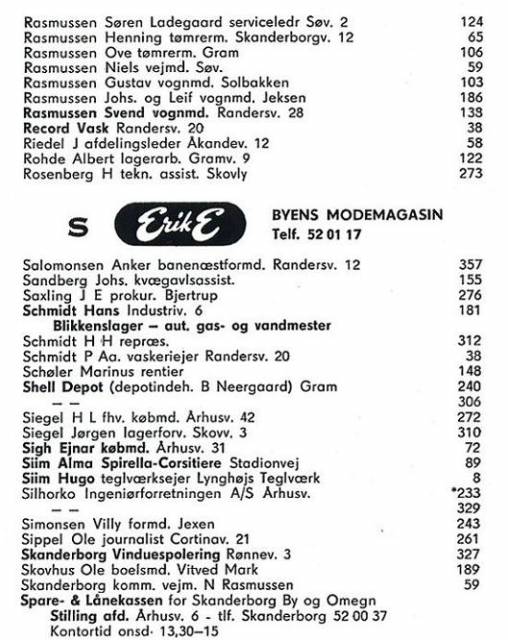 Rasmussen Søren Ladegaard serviceledr Søv. 2 124
Rasmussen Henning tømrerm. Skanderborgv. 12 65
Rasmussen Ove tømrerm. Gram 106
Rasmussen Niels vejmd. Søv. 59
Rasmussen Gustav vognmd. Solbakken 103
Rasmussen Johs. og Leif vognmd. Jeksen 186
Rasmussen Svend vognmd. Randersv. 28 138
Record Vask Randersv. 20 38
Riedel J afdelingsleder Åkandev. 12 58
Rohde Albert lagerarb. Gramv. 9 122
Rosenberg H tekn. assist. Skovly 273
S Erik E BYENS MODEMAGASIN
Telf. 52 01 17
Salomonsen Anker banenæstformd. Randersv. 12 357
Sandberg Johs. kvægavlsassist. 155
Saxling J E prokur. Bjertrup 276
Schmidt Hans Industriv. 6 181
Blikkenslager – aut. gas- og vandmester
Schmidt H H repræs. 312
Schmidt P Aa. vaskeriejer Randersv. 20 38
Schøler Marinus rentier 148
Shell Depot (depotindeh. B Neergaard) Gram 240
– – 306
Siegel H L fhv. købmd. Århusv. 42 272
Siegel Jørgen lagerforv. Skovv. 3 310
Sigh Ejnar købmd. Århusv. 31 72
Siim Alma Spirella-Corsitiere Stadionvej 89
Siim Hugo teglværksejer Lynghøjs Teglværk 8
Silhorko Ingeniørforretningen A/S Århusv. *233
– – 329
Simonsen Villy formd. Jexen 243
Sippel Ole journalist Cortinav. 21 261
Skanderborg Vinduespolering Rønnev. 3 327
Skovhus Ole boelsmd. Vitved Mark 189
Skanderborg komm. vejm. N Rasmussen 59
Spare- & Lånekassen for Skanderborg By og Omegn
Stilling afd. Århusv. 6 - tlf. Skanderborg 52 00 37
Kontortid onsd. 13,30–15